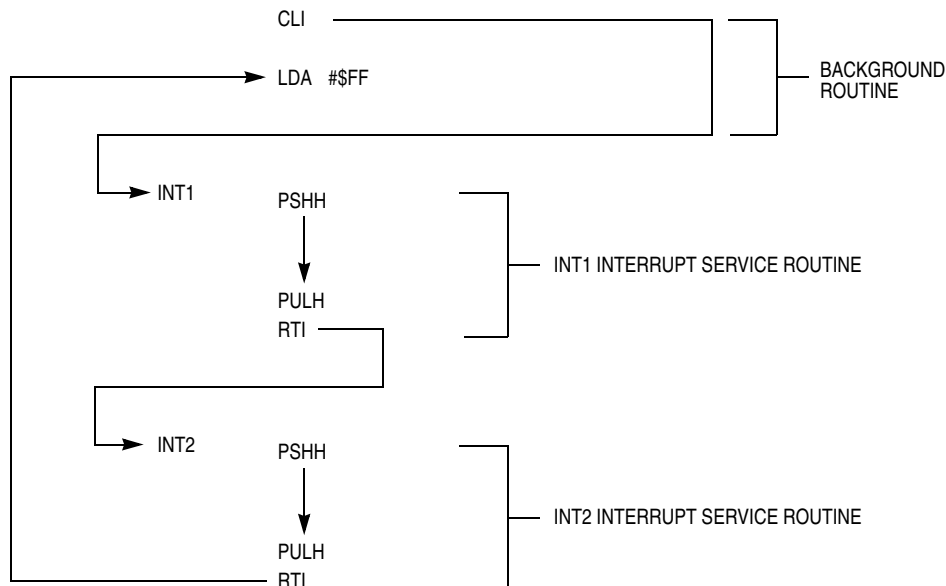 CLI
LDA #$FF
BACKGROUND
ROUTINE
INT1
PSHH
INT1 INTERRUPT SERVICE ROUTINE
PULH
RTI
INT2
PSHH
INT2 INTERRUPT SERVICE ROUTINE
PULH
RTI